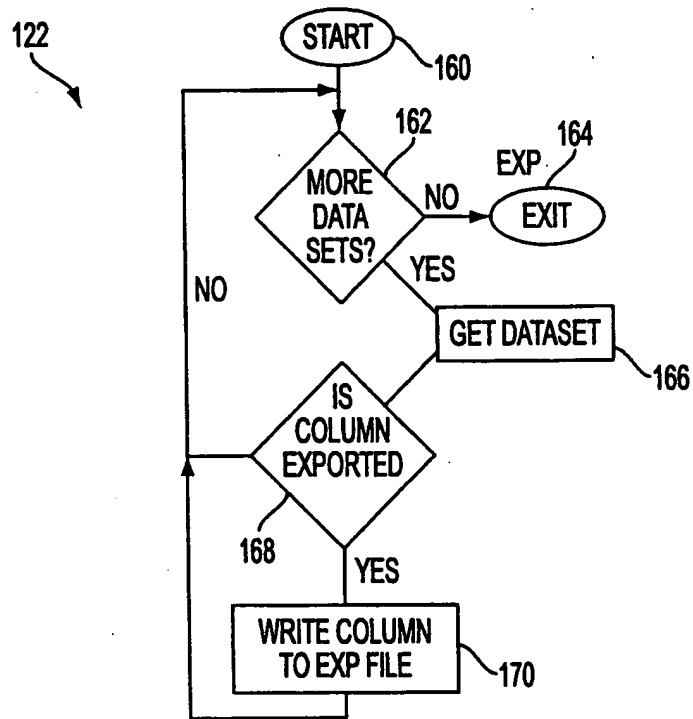 START
160
122
162
MORE
DATA
SETS?
NO
EXP
164
EXIT
YES
NO
GET DATASET
166
IS
COLUMN
EXPORTED
168
YES
WRITE COLUMN
TO EXP FILE
170